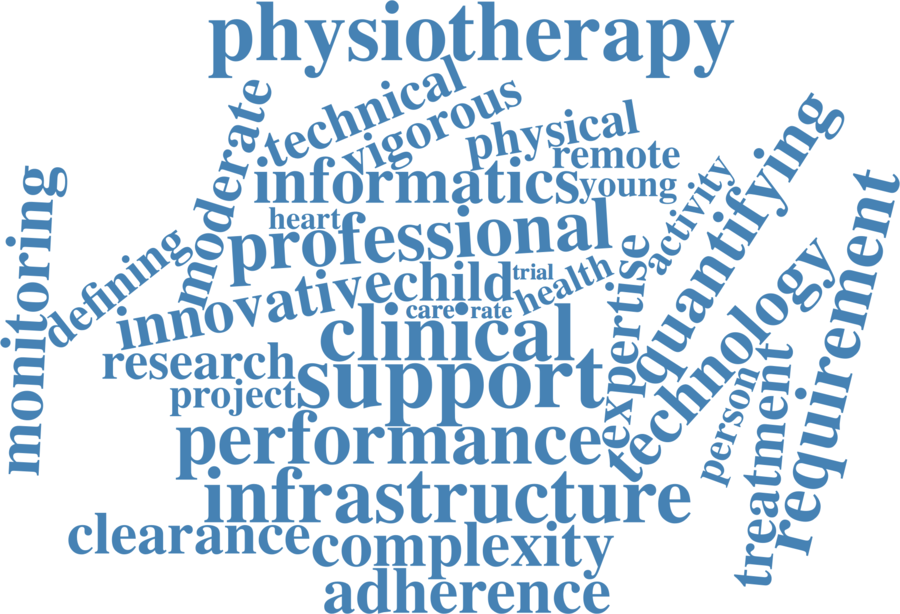 physiotherapy
technical
vigorous
moderate
physical
remote
informatics
young
quantifying
activity
monitoring
heart
professional
requirement
defining
innovative
child
trial
health
expertise
technology
care
rate
clinical
research
support
project
person
treatment
performance
infrastructure
clearance
complexity
adherence